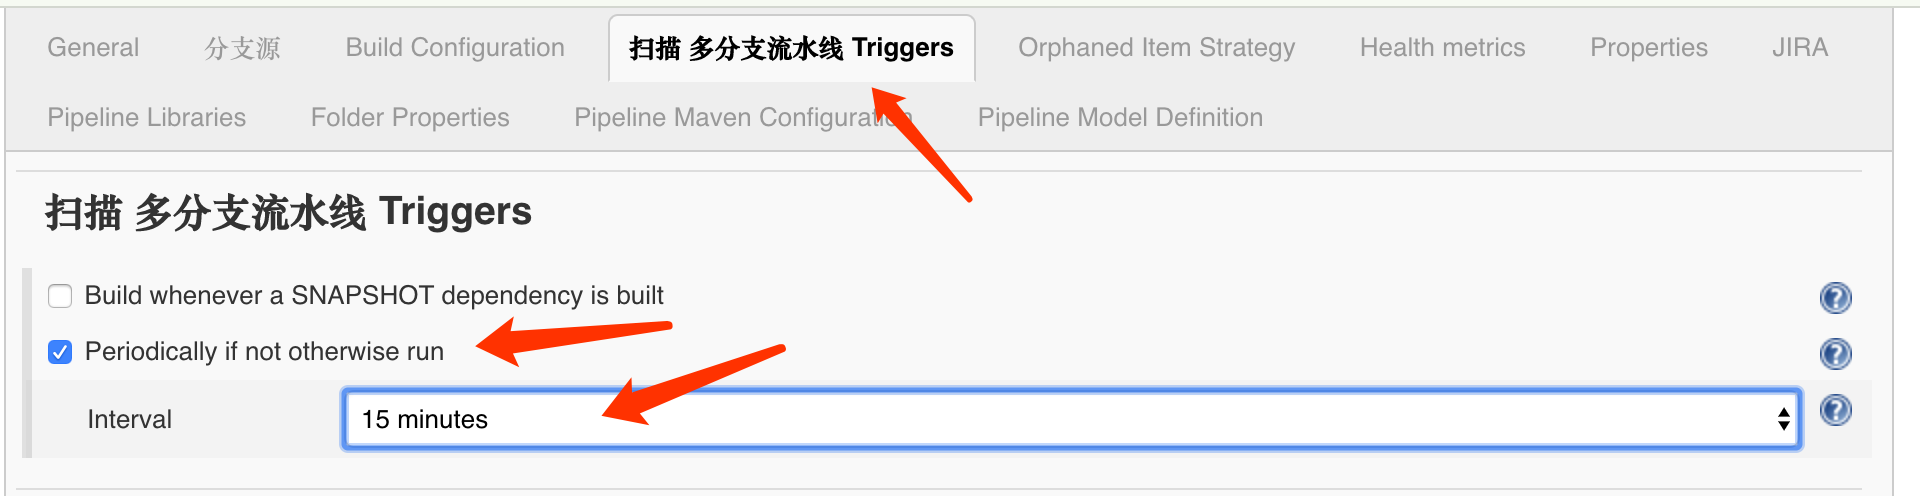 General 分支源 Build Configuration 扫描 多分支流水线 Triggers Orphaned Item Strategy Health metrics Properties JIRA
Pipeline Libraries Folder Properties Pipeline Maven Configuration Pipeline Model Definition
扫描 多分支流水线 Triggers
Build whenever a SNAPSHOT dependency is built
Periodically if not otherwise run
Interval 15 minutes